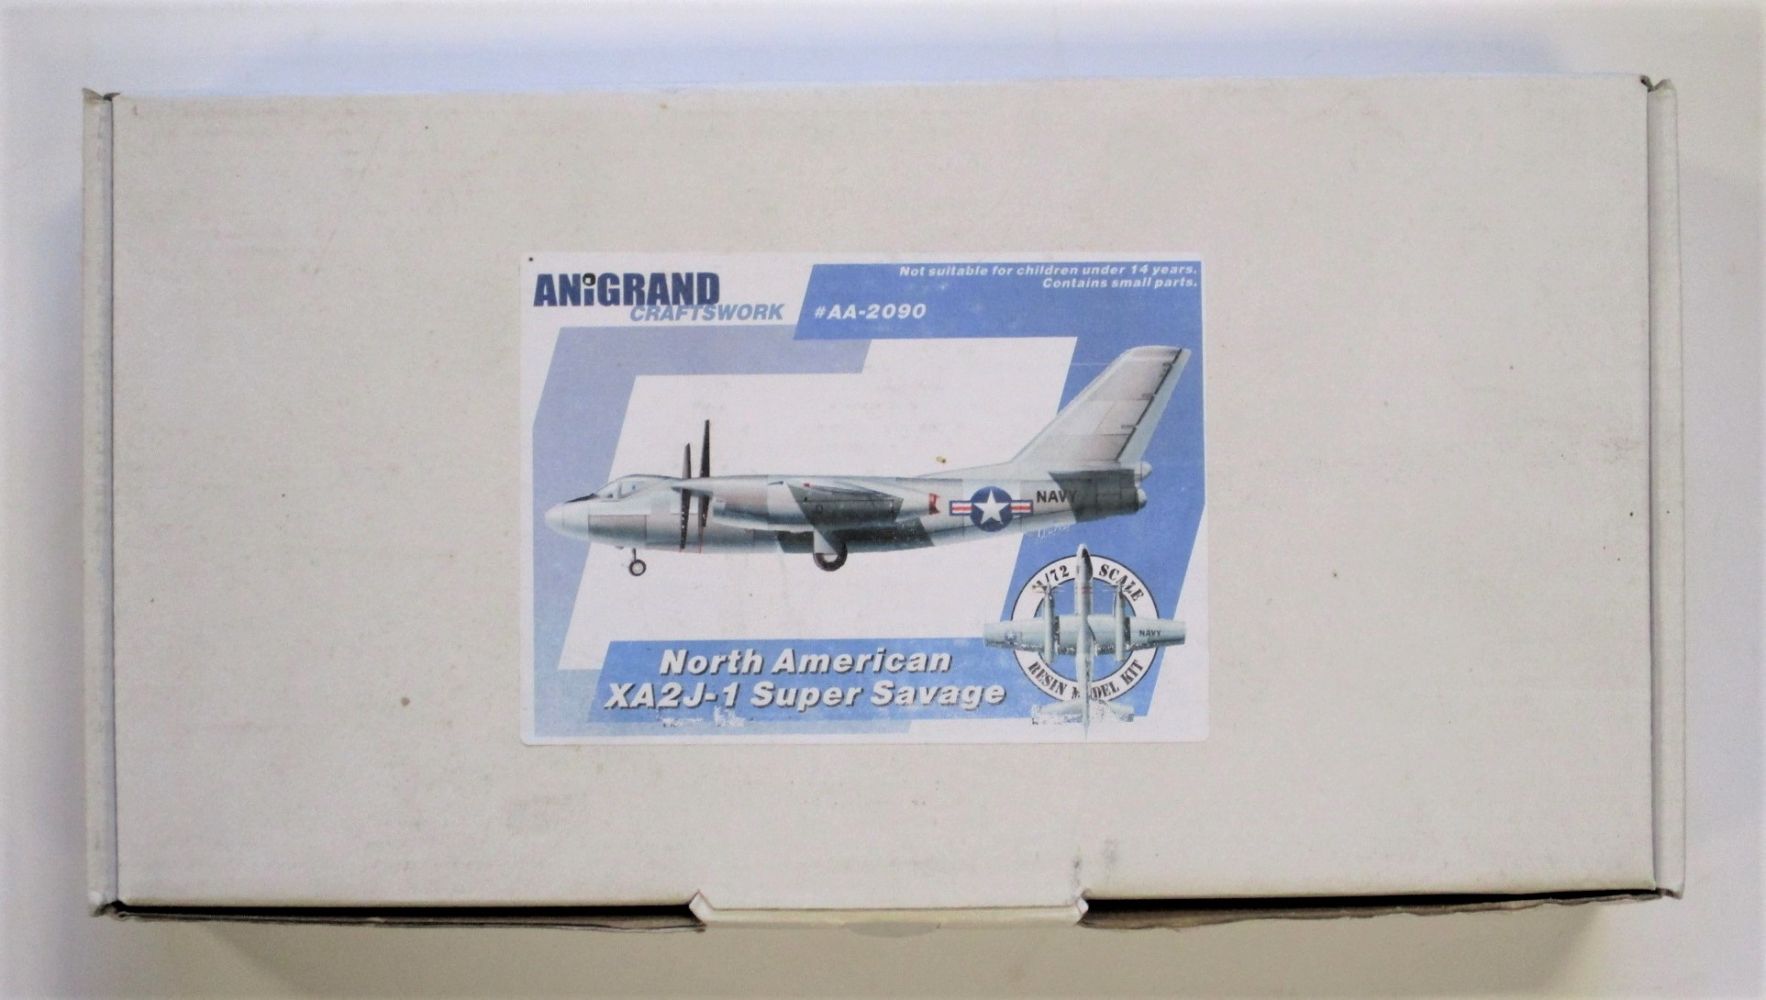 ANiGRAND
CRAFTSWORK
#AA-2090
Not suitable for children under 14 years.
Contains small parts.
NAVY
1/72 SCALE
NAVY
RESIN MODEL KIT
North American
XA2J-1 Super Savage